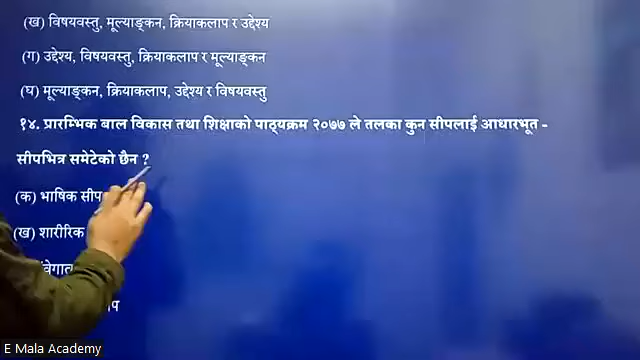 (ख) विषयवस्तु, मूल्याङ्कन, क्रियाकलाप र उद्देश्य
(ग) उद्देश्य, विषयवस्तु, क्रियाकलाप र मूल्याङ्कन
(घ) मूल्याङ्कन, क्रियाकलाप, उद्देश्य र विषयवस्तु
१४. प्रारम्भिक बाल विकास तथा शिक्षाको पाठ्यक्रम २०७७ ले तलका कुन सीपलाई आधारभूत -
सीपभित्र समेटेको छैन ?
(क) भाषिक सीप
(ख) शारीरिक
E Mala Academy